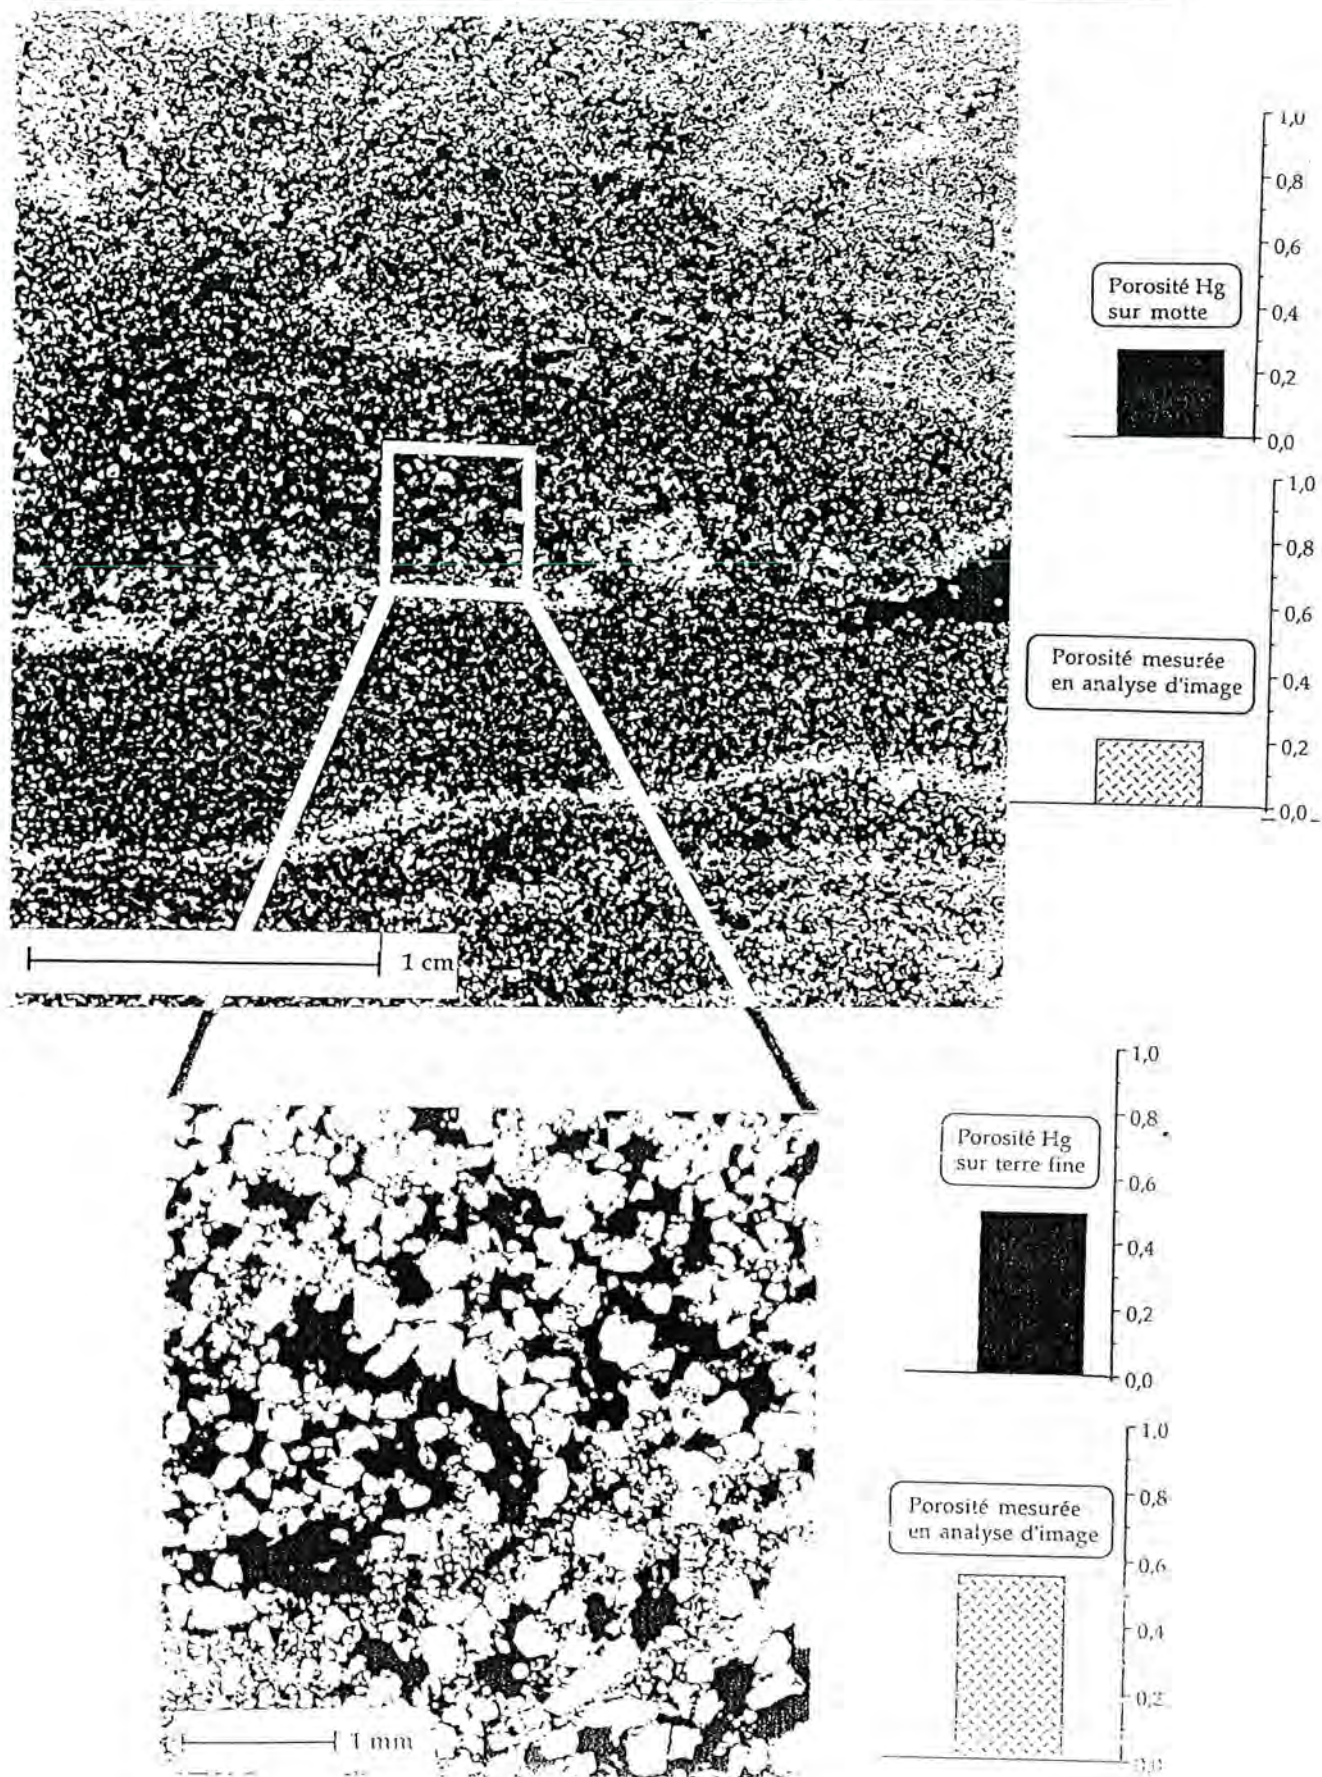 1,0
0,8
0,6
Porosité Hg
sur motte
0,4
0,2
0,0
1,0
0,8
0,6
Porosité mesurée
en analyse d'image
0,4
0,2
0,0
1 cm
1,0
0,8
Porosité Hg
sur terre fine
0,6
0,4
0,2
0,0
1,0
0,8
Porosité mesurée
en analyse d'image
0,6
0,4
0,2
0,0
1 mm